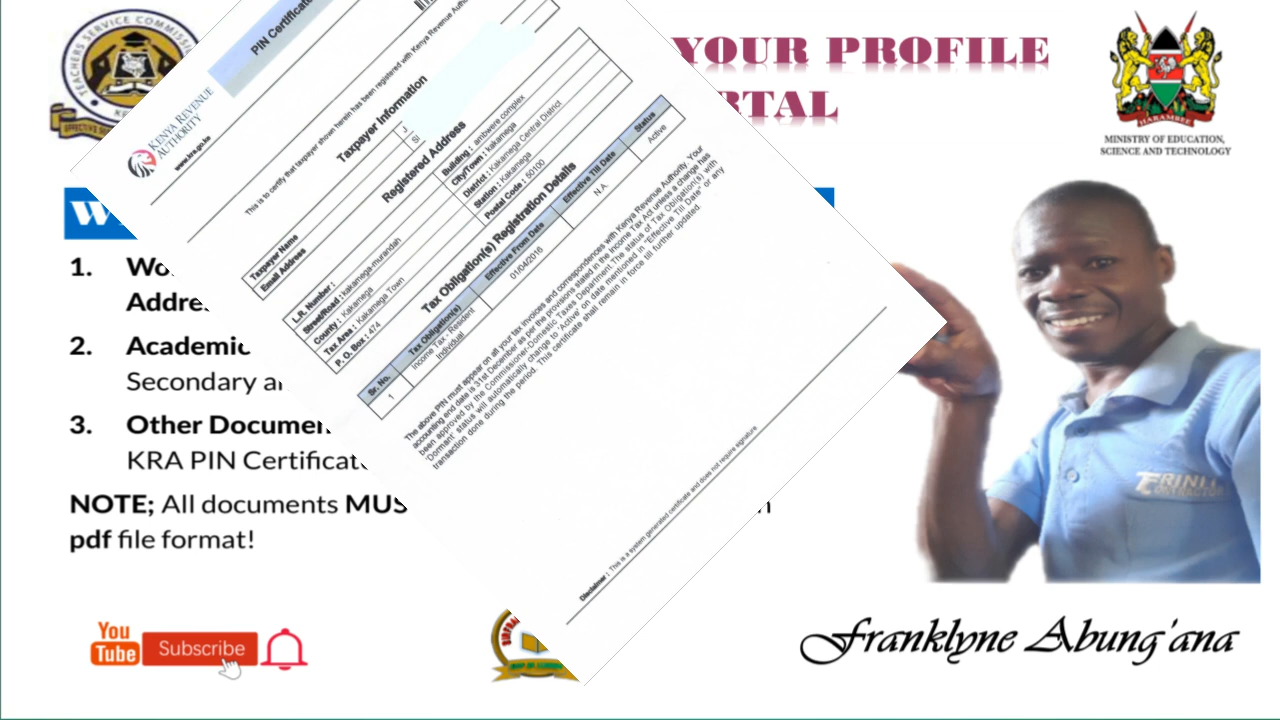 TEACHERS SERVICE COMMISSI
YOUR PROFILE
RTAL
HARAMBEE
MINISTRY OF EDUCATION,
SCIENCE AND TECHNOLOGY
PIN Certificate
KENYA REVENUE
AUTHORITY
www.kra.go.ke
This is to certify that taxpayer shown herein has been registered with Kenya Revenue Autho
Taxpayer Information
Taxpayer Name
J
Email Address
Si
Registered Address
L.R. Number :
Building : ambwere complex
Street/Road : kakamega-murandah
City/Town : kakamega
County : Kakamega
District : Kakamega Central District
Tax Area : Kakamega Town
Station : Kakamega
P. O. Box : 474
Postal Code : 50100
Tax Obligation(s) Registration Details
Sr. No. Tax Obligation(s) Effective From Date Effective Till Date Status
1 Income Tax - Resident Individual 01/04/2016 N.A. Active
The above PIN must appear on all your tax invoices and correspondences with Kenya Revenue Authority. Your
accounting end date is 31st December as per the provisions stated in the Income Tax Act unless a change has
been approved by the Commissioner-Domestic Taxes Department. The status of Tax Obligation(s) with
'Dormant' status will automatically change to 'Active' on date mentioned in "Effective Till Date" or any
transaction done during the period. This certificate shall remain in force till further updated.
Disclaimer : This is a system generated certificate and does not require signature
1. Wo
Addre
2. Academic
Secondary a
3. Other Documen
KRA PIN Certificat
NOTE; All documents MUS
pdf file format!
You
Tube
Subscribe
Franklyne Abung'ana